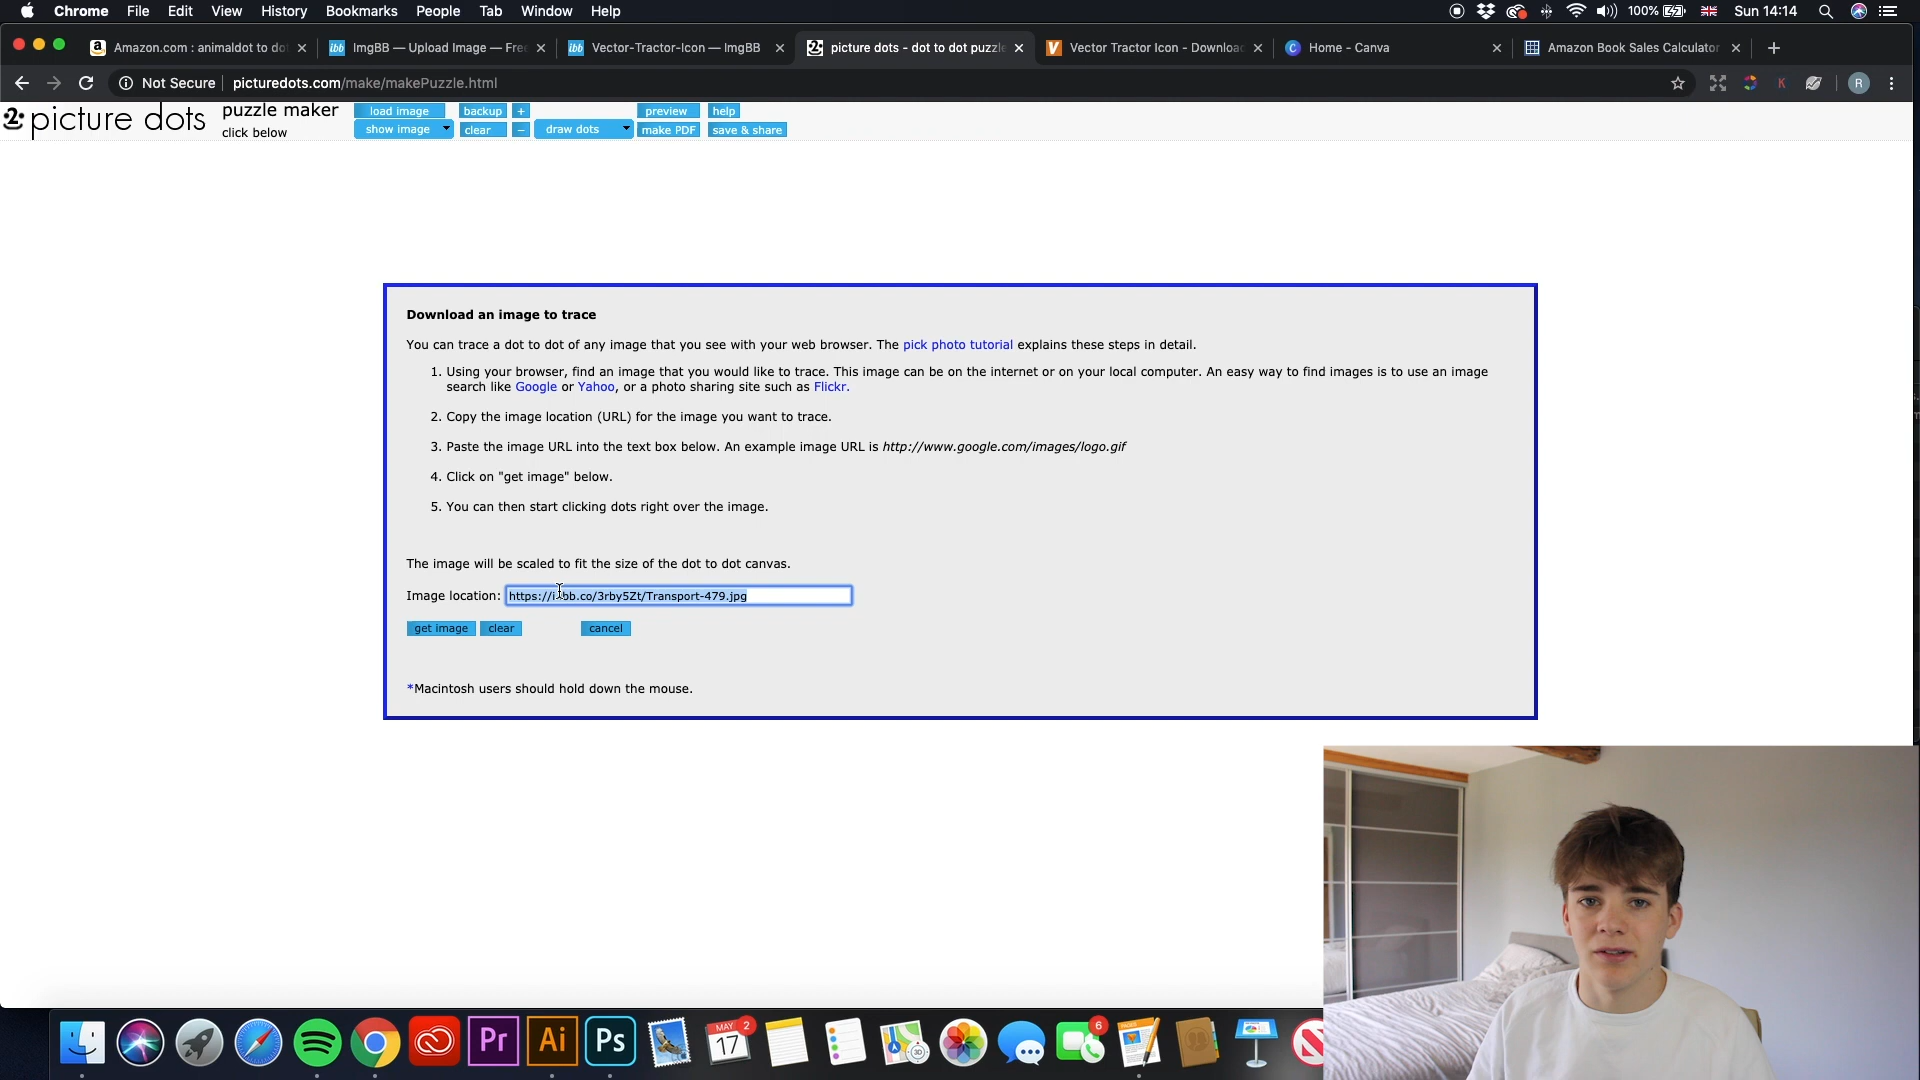 Chrome File Edit View History Bookmarks People Tab Window Help 100% Sun 14:14
Amazon.com : animaldot to do
ImgBB — Upload Image — Fre
Vector-Tractor-Icon — ImgBB
picture dots - dot to dot puzzle
Vector Tractor Icon - Download
Home - Canva
Amazon Book Sales Calculator
Not Secure picturedots.com/make/makePuzzle.html R
picture dots puzzle maker load image backup + preview help
click below show image clear – draw dots make PDF save & share
Download an image to trace
You can trace a dot to dot of any image that you see with your web browser. The pick photo tutorial explains these steps in detail.
1. Using your browser, find an image that you would like to trace. This image can be on the internet or on your local computer. An easy way to find images is to use an image
search like Google or Yahoo, or a photo sharing site such as Flickr.
2. Copy the image location (URL) for the image you want to trace.
3. Paste the image URL into the text box below. An example image URL is http://www.google.com/images/logo.gif
4. Click on "get image" below.
5. You can then start clicking dots right over the image.
The image will be scaled to fit the size of the dot to dot canvas.
Image location: https://i.ibb.co/3rby5Zt/Transport-479.jpg
get image clear cancel
*Macintosh users should hold down the mouse.
Pr Ai Ps MAY 17 2 6